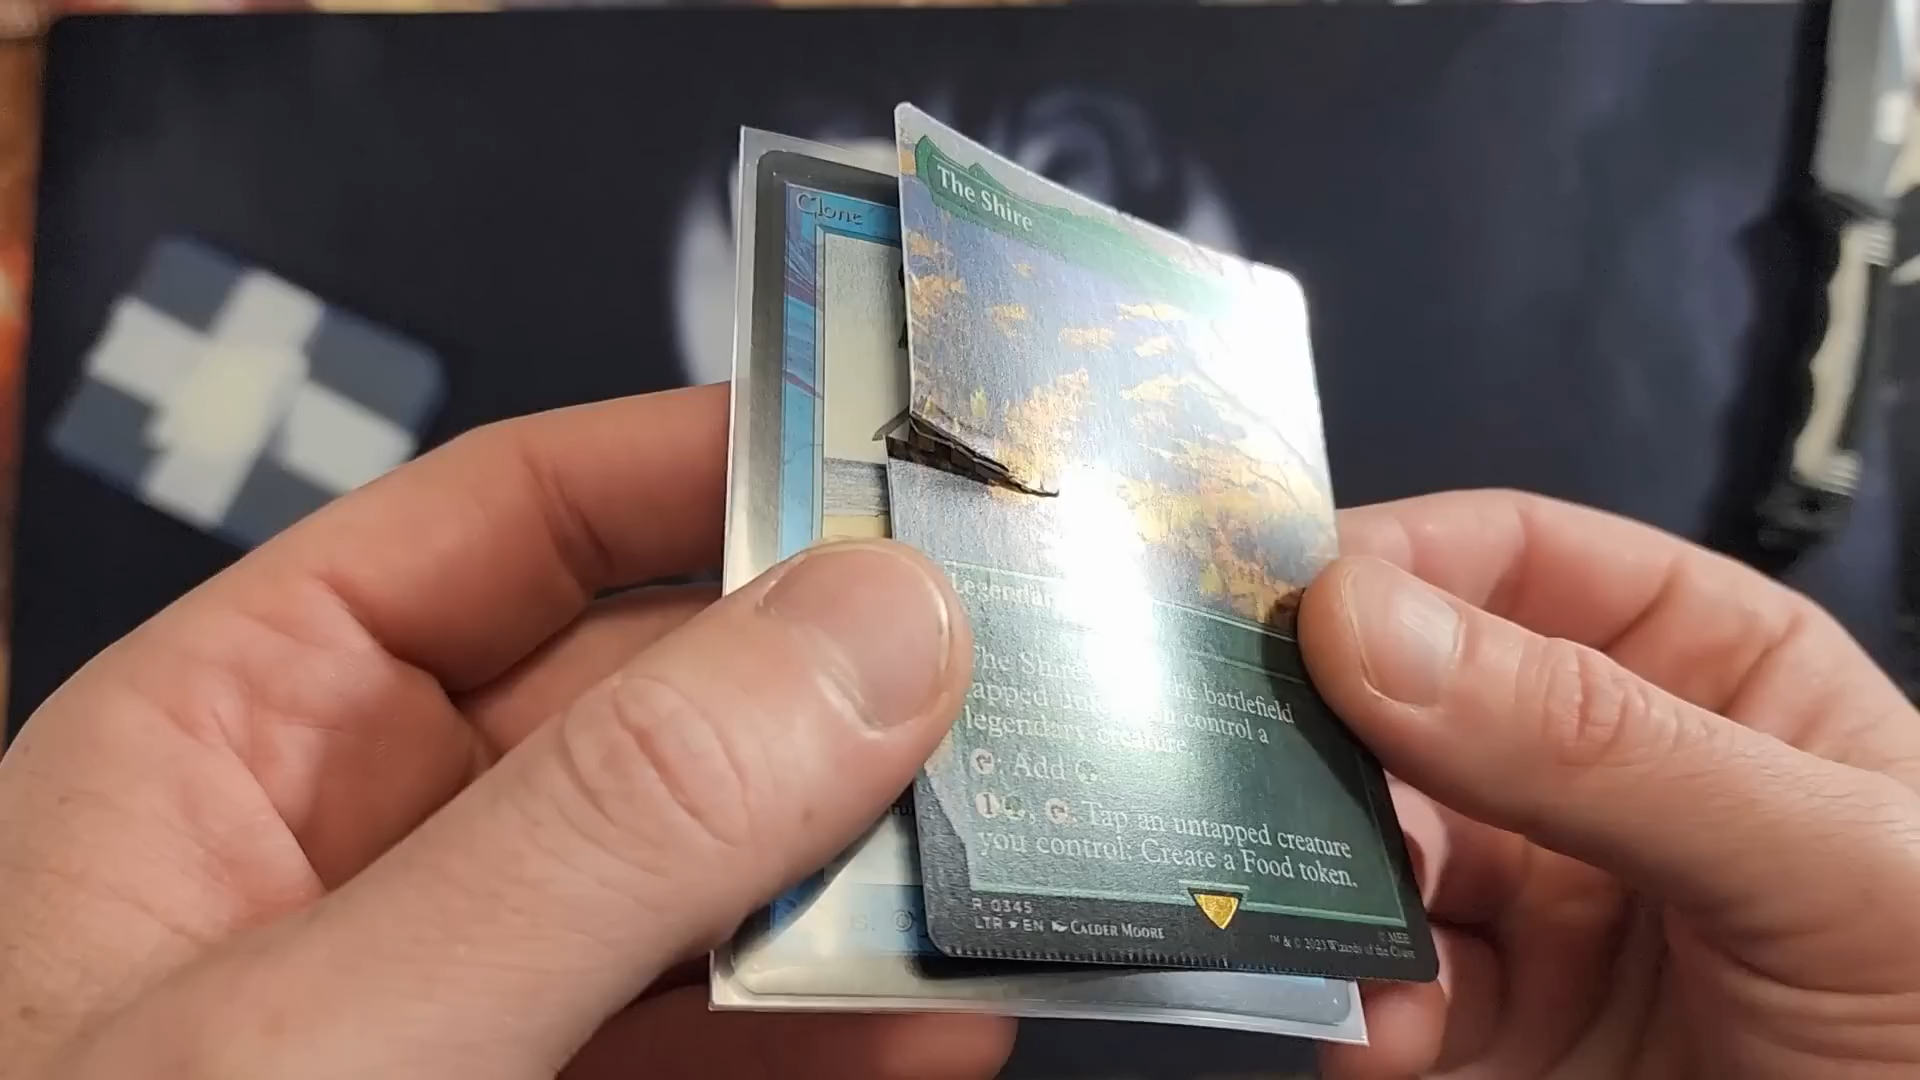 Clone
The Shire
Legendar
The Shire he battlefield
tapped control a
legendary creature.
: Add
1 , : Tap an untapped creature
you control: Create a Food token.
R 0345
LTR ★ EN CALDER MOORE
© MEE
™ & © 2023 Wizards of the Coast